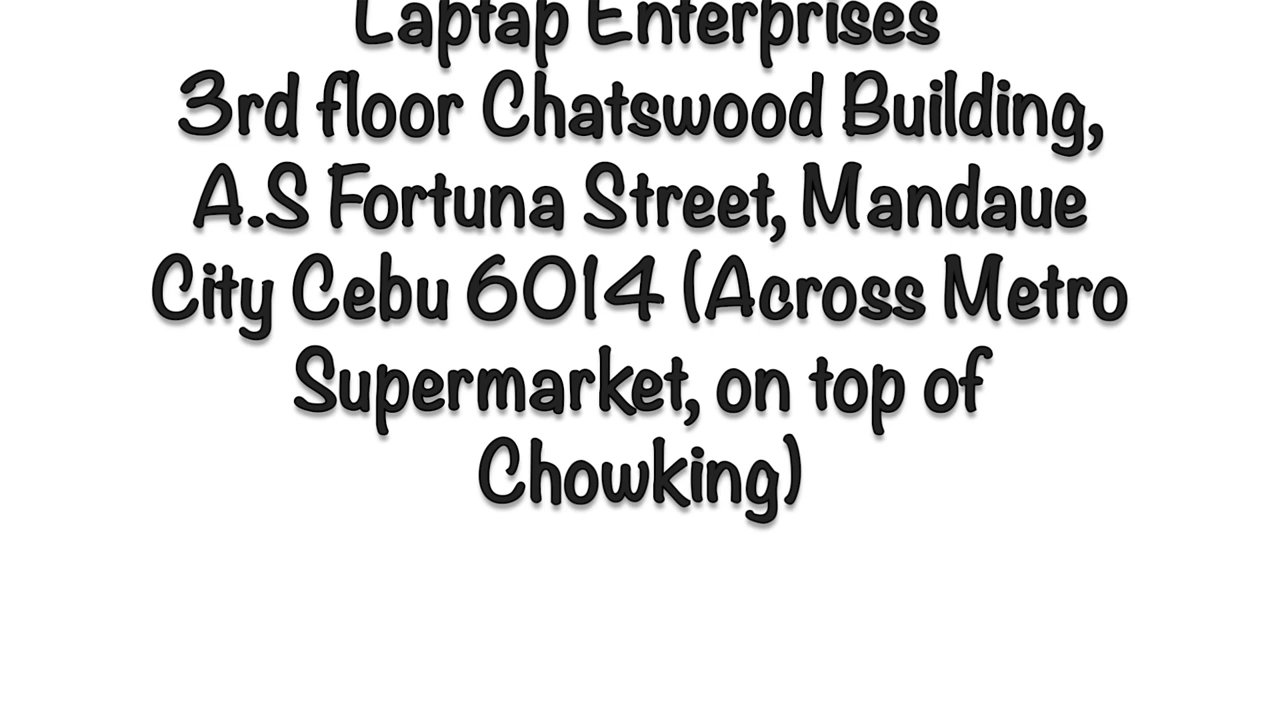 Laptap Enterprises
3rd floor Chatswood Building,
A.S Fortuna Street, Mandaue
City Cebu 6014 (Across Metro
Supermarket, on top of
Chowking)